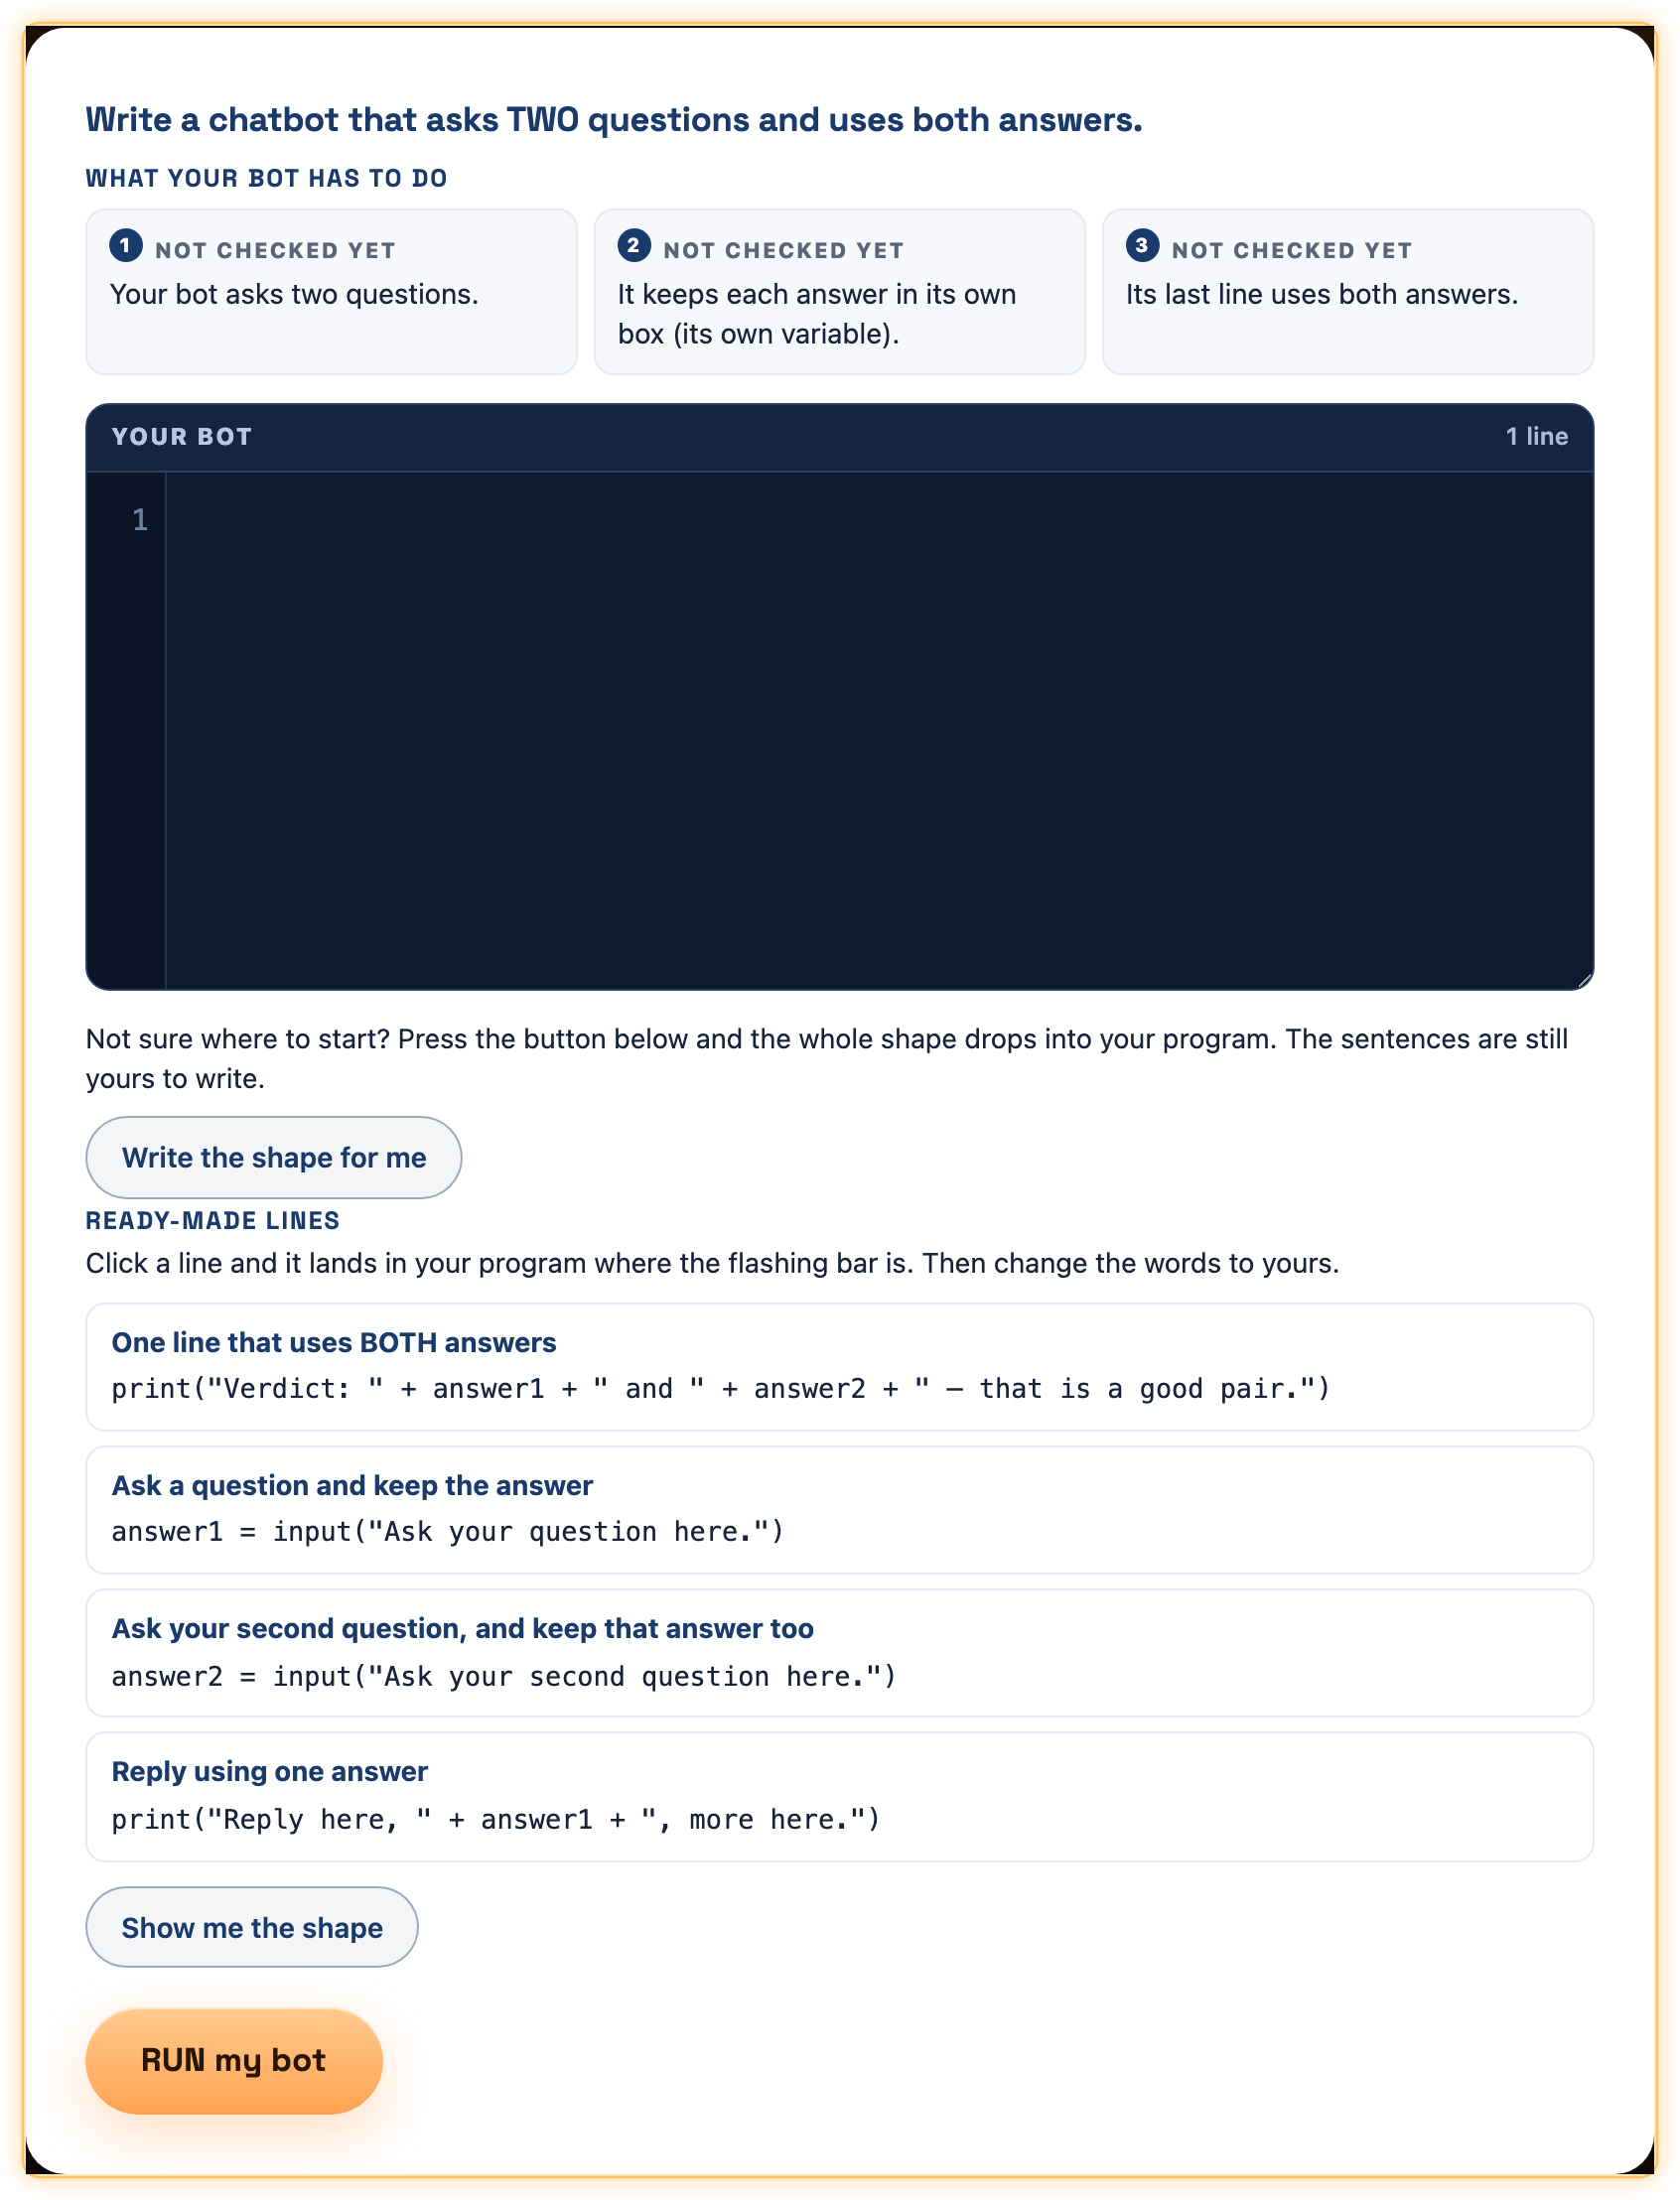 Write a chatbot that asks TWO questions and uses both answers.
WHAT YOUR BOT HAS TO DO
1 NOT CHECKED YET
Your bot asks two questions.
2 NOT CHECKED YET
It keeps each answer in its own
box (its own variable).
3 NOT CHECKED YET
Its last line uses both answers.
YOUR BOT
1 line
1
Not sure where to start? Press the button below and the whole shape drops into your program. The sentences are still
yours to write.
Write the shape for me
READY-MADE LINES
Click a line and it lands in your program where the flashing bar is. Then change the words to yours.
One line that uses BOTH answers
print("Verdict: " + answer1 + " and " + answer2 + " — that is a good pair.")
Ask a question and keep the answer
answer1 = input("Ask your question here.")
Ask your second question, and keep that answer too
answer2 = input("Ask your second question here.")
Reply using one answer
print("Reply here, " + answer1 + ", more here.")
Show me the shape
RUN my bot